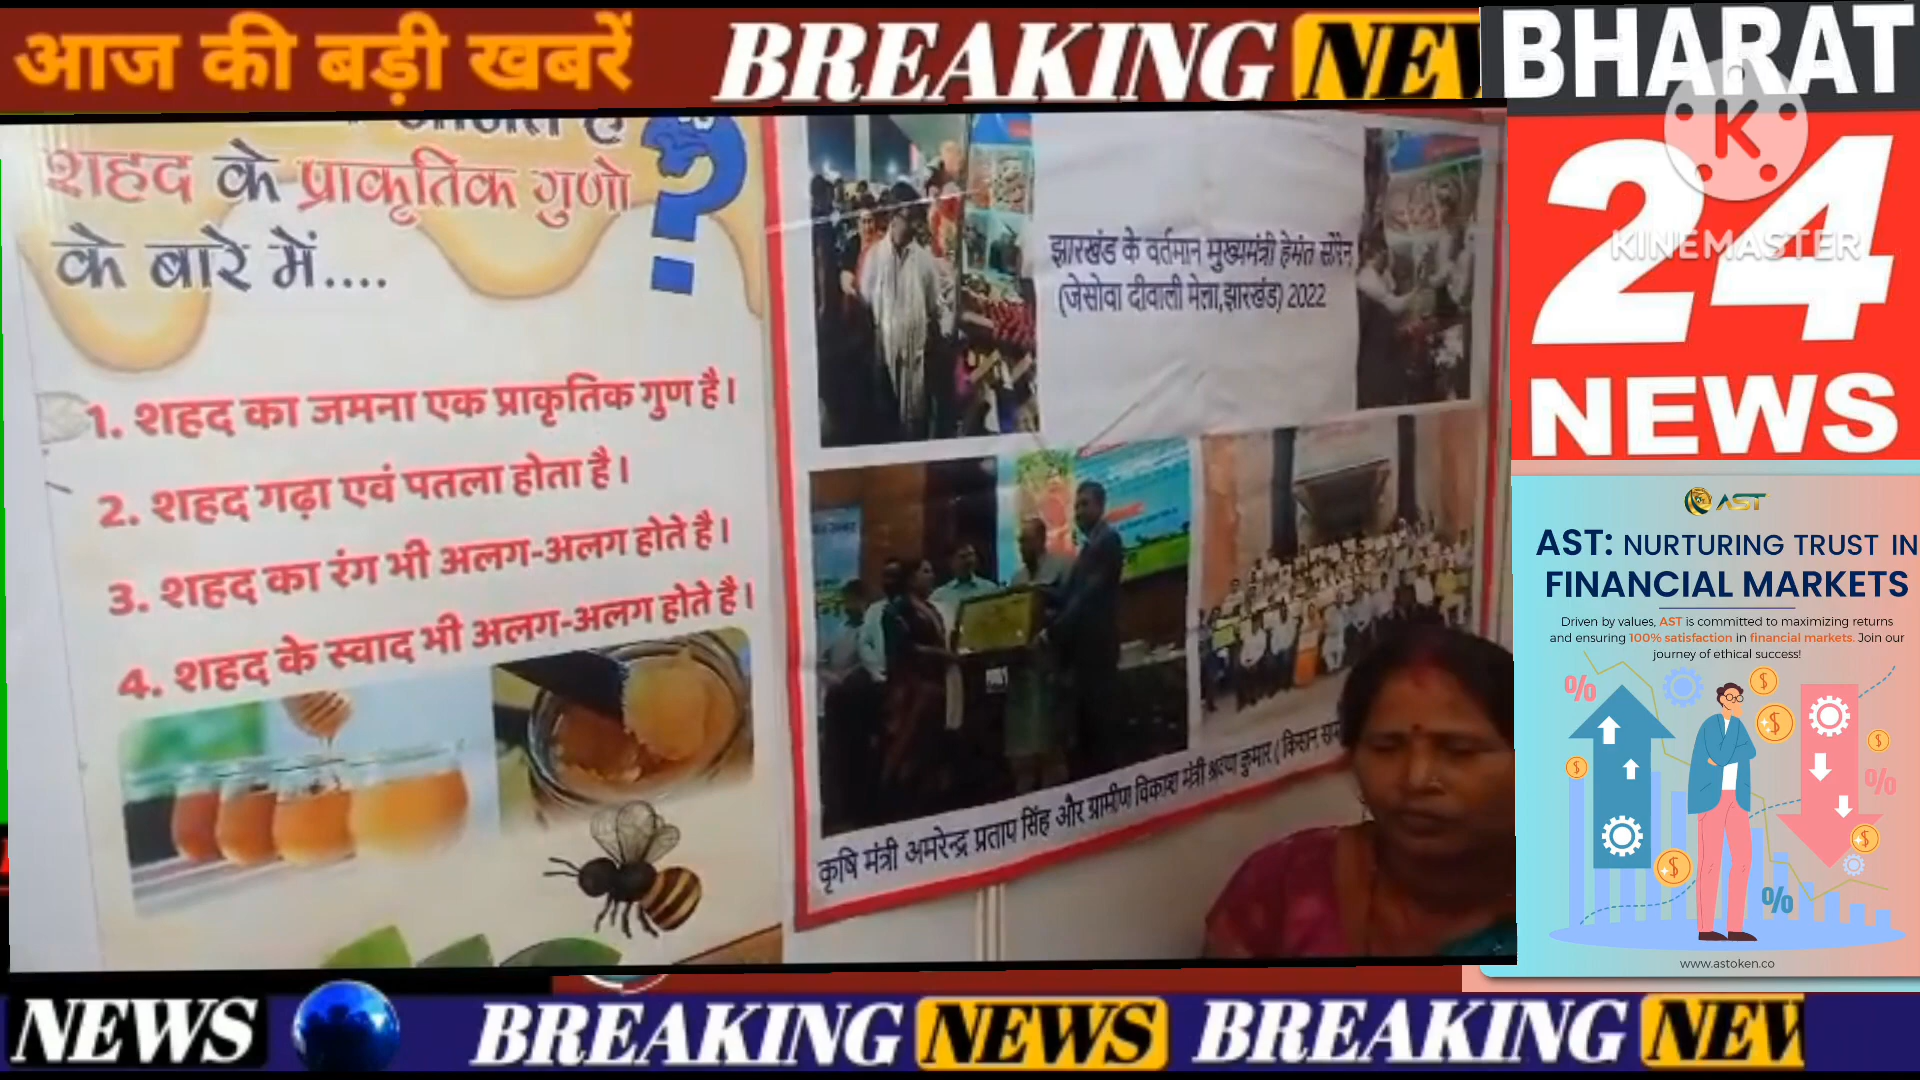 आज की बड़ी खबरें
BREAKING NEW
BHARAT
24
NEWS
K
KINEMASTER
शहद के प्राकृतिक गुणो
के बारे में....
?
1. शहद का जमना एक प्राकृतिक गुण है।
2. शहद गढ़ा एवं पतला होता है।
3. शहद का रंग भी अलग-अलग होते है।
4. शहद के स्वाद भी अलग-अलग होते है।
झारखंड के वर्तमान मुख्यमंत्री हेमंत सोरेन
(जेसोवा दीवाली मेला,झारखंड) 2022
कृषि मंत्री अमरेन्द्र प्रताप सिंह और ग्रामीण विकाश मंत्री श्रवण कुमार ( किसान
AST
AST: NURTURING TRUST IN
FINANCIAL MARKETS
Driven by values, AST is committed to maximizing returns
and ensuring 100% satisfaction in financial markets. Join our
journey of ethical success!
www.astoken.co
NEWS BREAKING NEWS BREAKING NEW